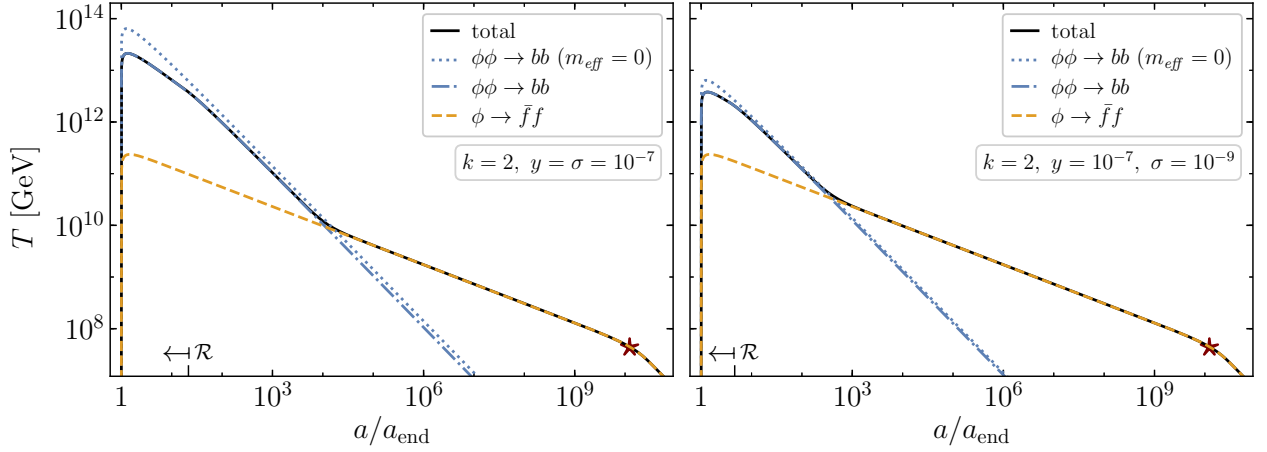 10^14
10^12
10^10
10^8
T [GeV]
total
ϕϕ → bb (m_eff = 0)
ϕϕ → bb
ϕ → f̄f
k = 2, y = σ = 10^−7
← R
1
10^3
10^6
10^9
a/a_end
total
ϕϕ → bb (m_eff = 0)
ϕϕ → bb
ϕ → f̄f
k = 2, y = 10^−7, σ = 10^−9
← R
1
10^3
10^6
10^9
a/a_end